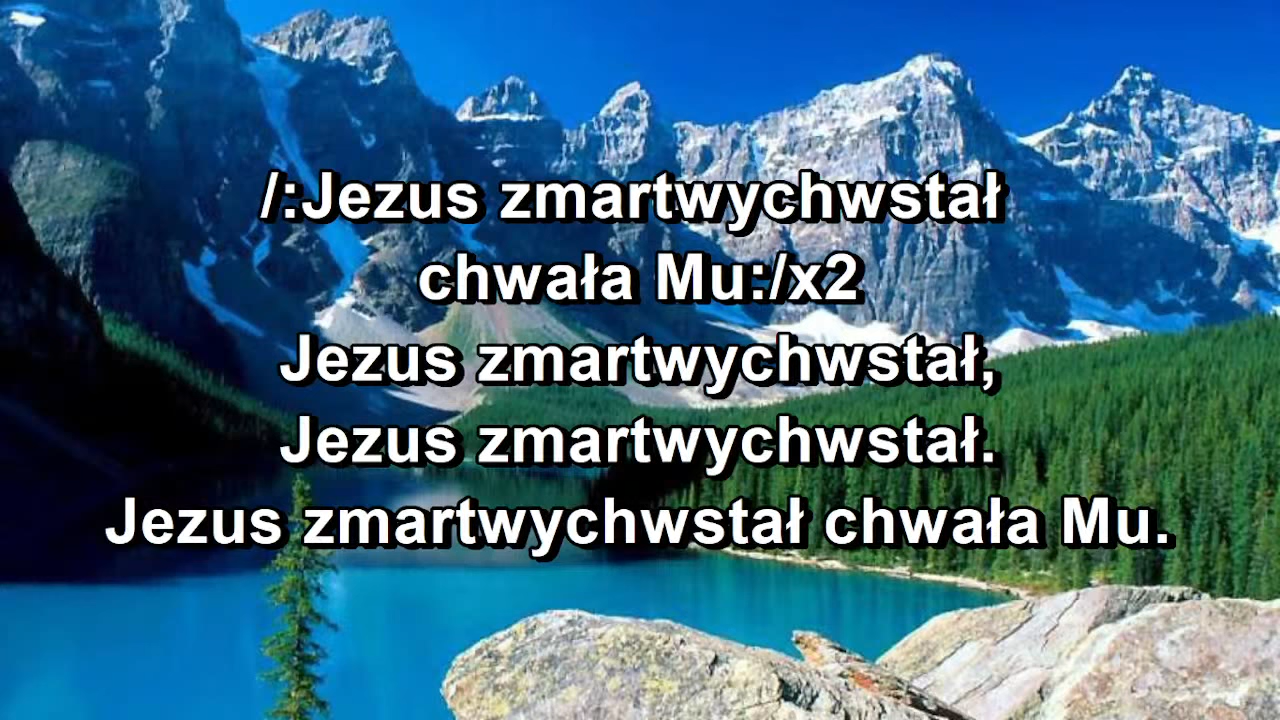 /:Jezus zmartwychwstał
chwała Mu:/x2
Jezus zmartwychwstał,
Jezus zmartwychwstał.
Jezus zmartwychwstał chwała Mu.